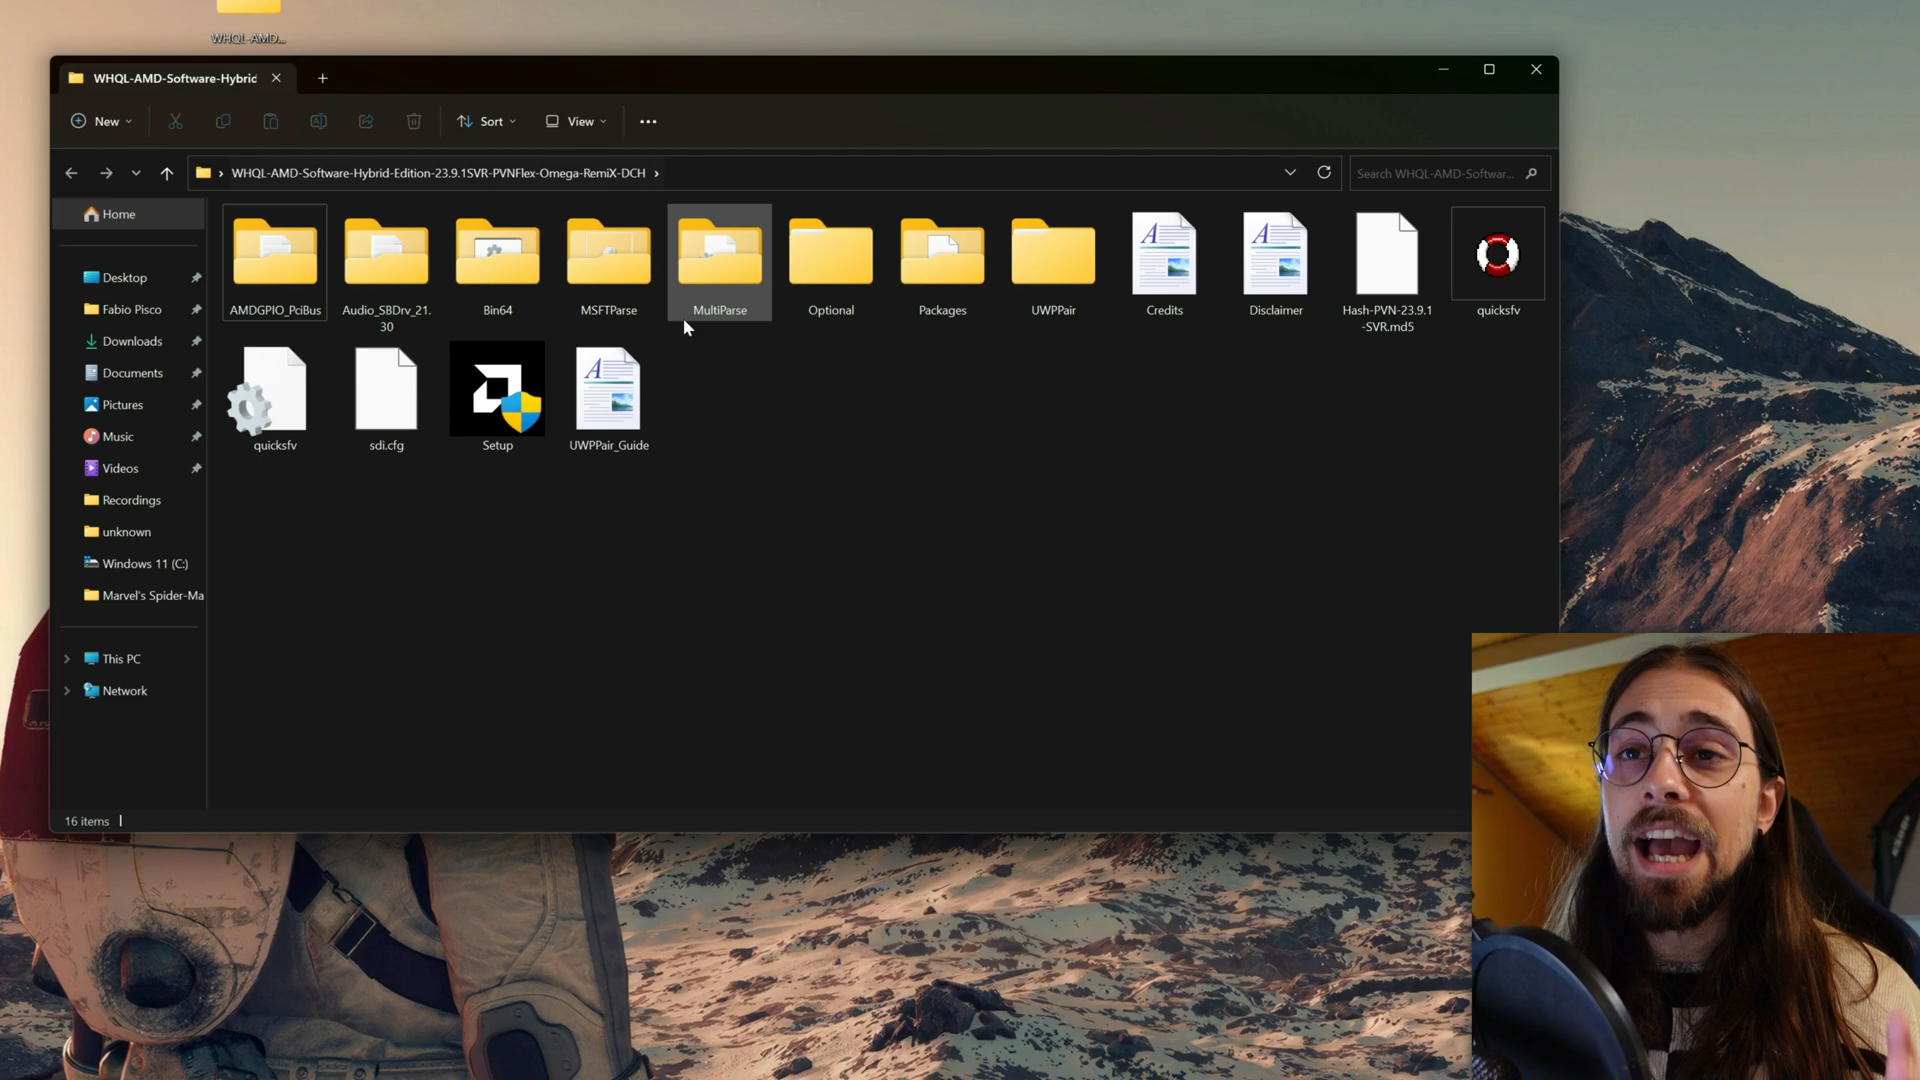 WHQL-AMD...
WHQL-AMD-Software-Hybrid
New
Sort
View
WHQL-AMD-Software-Hybrid-Edition-23.9.1SVR-PVNFlex-Omega-RemiX-DCH
Search WHQL-AMD-Softwar...
Home
Desktop
Fabio Pisco
Downloads
Documents
Pictures
Music
Videos
Recordings
unknown
Windows 11 (C:)
Marvel's Spider-Ma
This PC
Network
AMDGPIO_PciBus
Audio_SBDrv_21.
30
Bin64
MSFTParse
MultiParse
Optional
Packages
UWPPair
Credits
Disclaimer
Hash-PVN-23.9.1
-SVR.md5
quicksfv
quicksfv
sdi.cfg
Setup
UWPPair_Guide
16 items